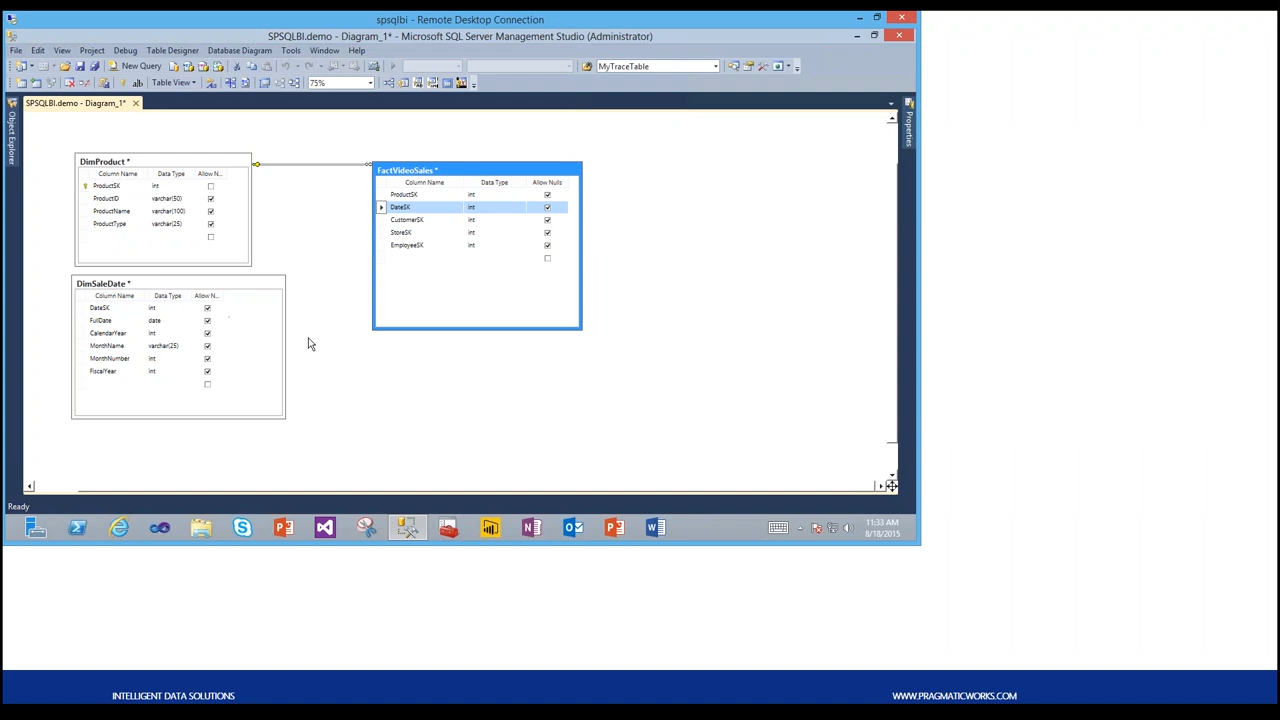 spsqlbi - Remote Desktop Connection
SPSQLBI.demo - Diagram_1* - Microsoft SQL Server Management Studio (Administrator)
File Edit View Project Debug Table Designer Database Diagram Tools Window Help
New Query MyTraceTable
Table View 75%
SPSQLBI.demo - Diagram_1*
Object Explorer
Properties
DimProduct *
Column Name Data Type Allow N...
ProductSK int
ProductID varchar(50)
ProductName varchar(100)
ProductType varchar(25)
FactVideoSales *
Column Name Data Type Allow Nulls
ProductSK int
DateSK int
CustomerSK int
StoreSK int
EmployeeSK int
DimSaleDate *
Column Name Data Type Allow N...
DateSK int
FullDate date
CalendarYear int
MonthName varchar(25)
MonthNumber int
FiscalYear int
Ready
11:33 AM
8/18/2015
INTELLIGENT DATA SOLUTIONS
WWW.PRAGMATICWORKS.COM